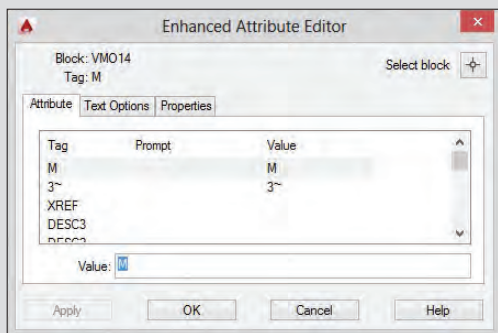 Enhanced Attribute Editor
Block: VMO14
Select block
Tag: M
Attribute Text Options Properties
Tag Prompt Value
M M
3~ 3~
XREF
DESC3
Value: M
Apply OK Cancel Help